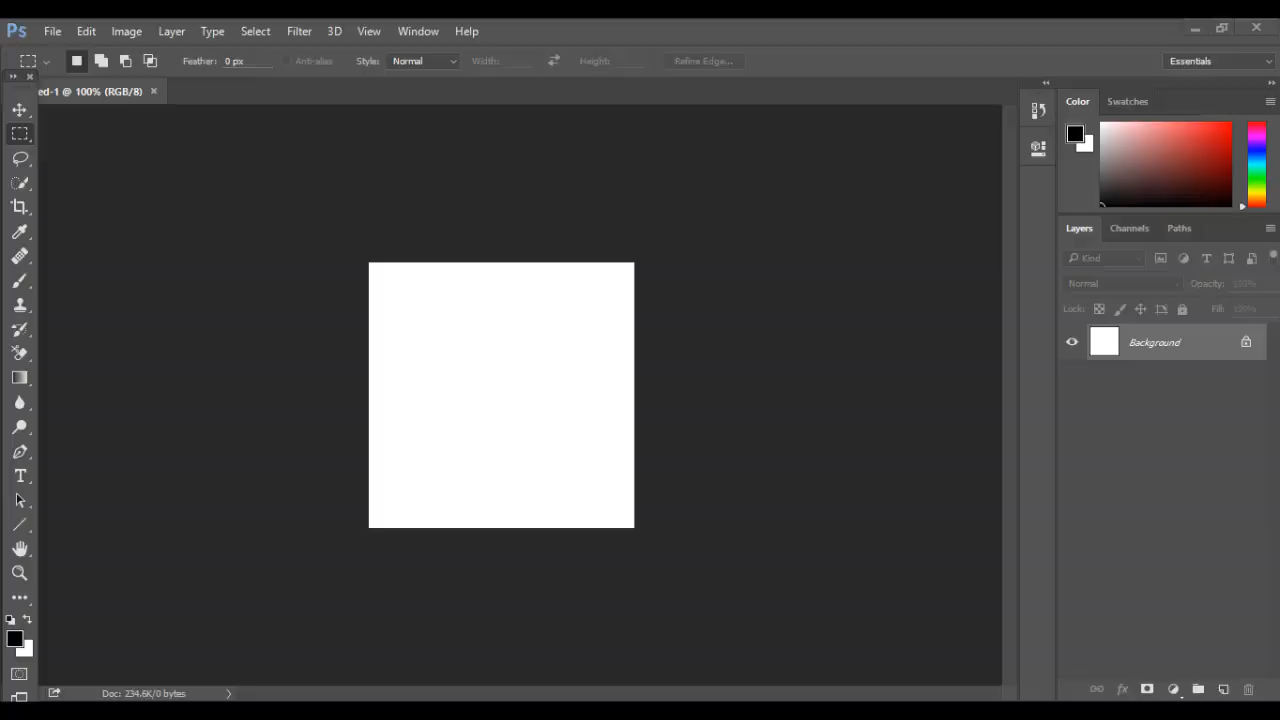 Ps File Edit Image Layer Type Select Filter 3D View Window Help
Feather: 0 px Anti-alias Style: Normal Width: Height: Refine Edge... Essentials
ed-1 @ 100% (RGB/8)
Color Swatches
Layers Channels Paths
Kind
Normal Opacity: 100%
Lock: Fill: 100%
Background
Doc: 234.6K/0 bytes